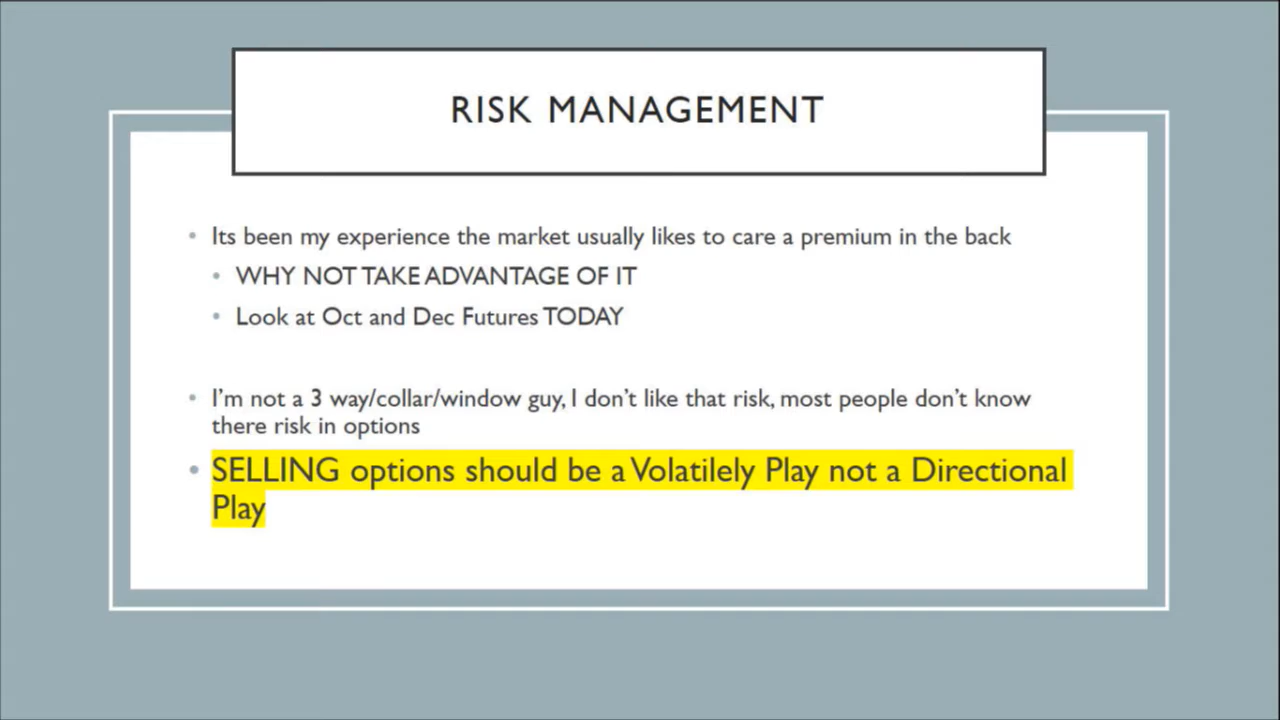 RISK MANAGEMENT
• Its been my experience the market usually likes to care a premium in the back
• WHY NOT TAKE ADVANTAGE OF IT
• Look at Oct and Dec Futures TODAY
• I’m not a 3 way/collar/window guy, I don’t like that risk, most people don’t know
there risk in options
• SELLING options should be a Volatilely Play not a Directional
Play